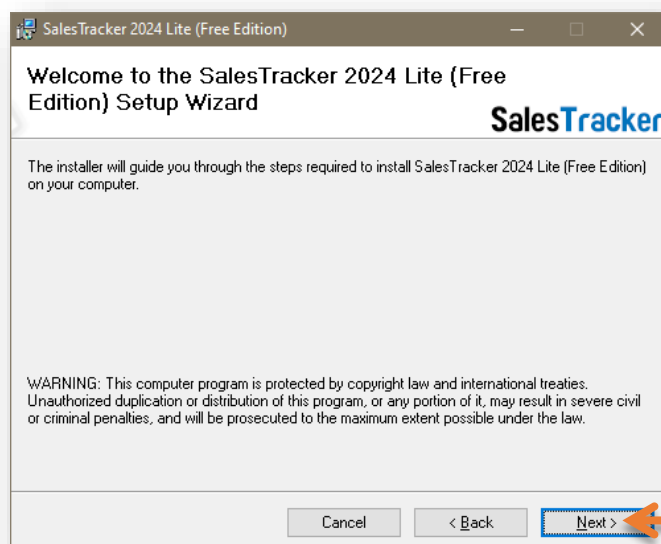 SalesTracker 2024 Lite (Free Edition)
Welcome to the SalesTracker 2024 Lite (Free
Edition) Setup Wizard
SalesTracker
The installer will guide you through the steps required to install SalesTracker 2024 Lite (Free Edition)
on your computer.
WARNING: This computer program is protected by copyright law and international treaties.
Unauthorized duplication or distribution of this program, or any portion of it, may result in severe civil
or criminal penalties, and will be prosecuted to the maximum extent possible under the law.
Cancel < Back Next >